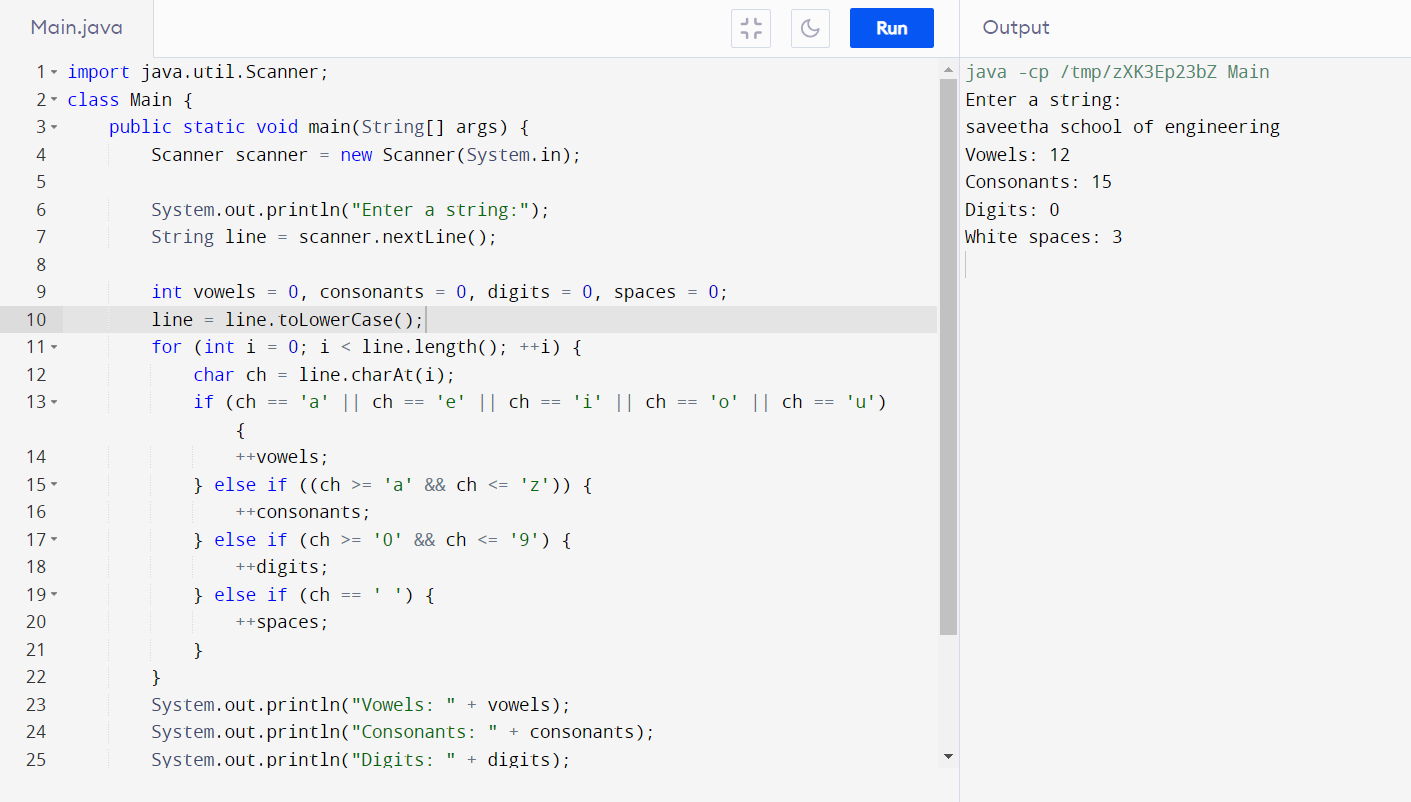 Main.java
Run
Output
1 import java.util.Scanner;
2 class Main {
3     public static void main(String[] args) {
4         Scanner scanner = new Scanner(System.in);
5
6         System.out.println("Enter a string:");
7         String line = scanner.nextLine();
8
9         int vowels = 0, consonants = 0, digits = 0, spaces = 0;
10         line = line.toLowerCase();
11         for (int i = 0; i < line.length(); ++i) {
12             char ch = line.charAt(i);
13             if (ch == 'a' || ch == 'e' || ch == 'i' || ch == 'o' || ch == 'u')
                {
14                 ++vowels;
15             } else if ((ch >= 'a' && ch <= 'z')) {
16                 ++consonants;
17             } else if (ch >= '0' && ch <= '9') {
18                 ++digits;
19             } else if (ch == ' ') {
20                 ++spaces;
21             }
22         }
23         System.out.println("Vowels: " + vowels);
24         System.out.println("Consonants: " + consonants);
25         System.out.println("Digits: " + digits);
java -cp /tmp/zXK3Ep23bZ Main
Enter a string:
saveetha school of engineering
Vowels: 12
Consonants: 15
Digits: 0
White spaces: 3